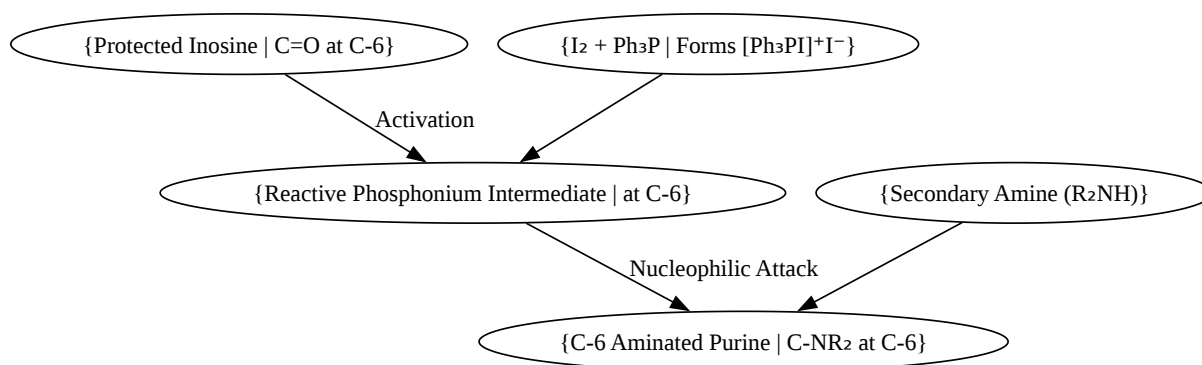 {Protected Inosine | C=O at C-6}
{I₂ + Ph₃P | Forms [Ph₃PI]⁺I⁻}
Activation
{Reactive Phosphonium Intermediate | at C-6}
{Secondary Amine (R₂NH)}
Nucleophilic Attack
{C-6 Aminated Purine | C-NR₂ at C-6}